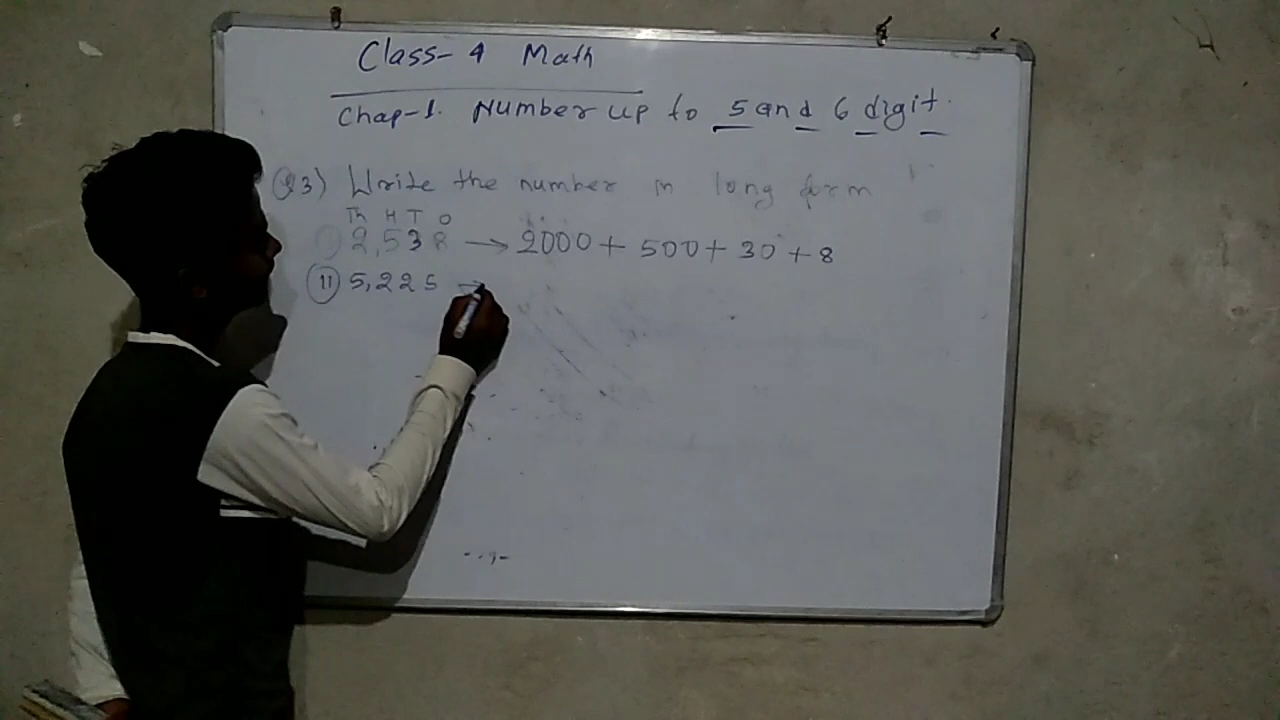 Class-4 Math
Chap-1. Number up to 5 and 6 digit.
Q3) Write the number in long form
Th H T O
2,538 → 2000 + 500 + 30 + 8
(11) 5,225 →